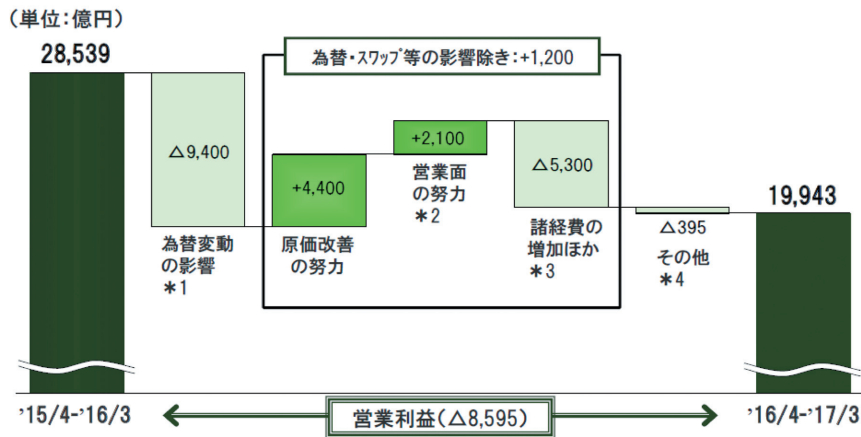 (単位:億円)
28,539
為替・スワップ等の影響除き:+1,200
△9,400
+4,400
+2,100
△5,300
△395
19,943
為替変動
の影響
*1
原価改善
の努力
営業面
の努力
*2
諸経費の
増加ほか
*3
その他
*4
'15/4-'16/3
営業利益(△8,595)
'16/4-'17/3